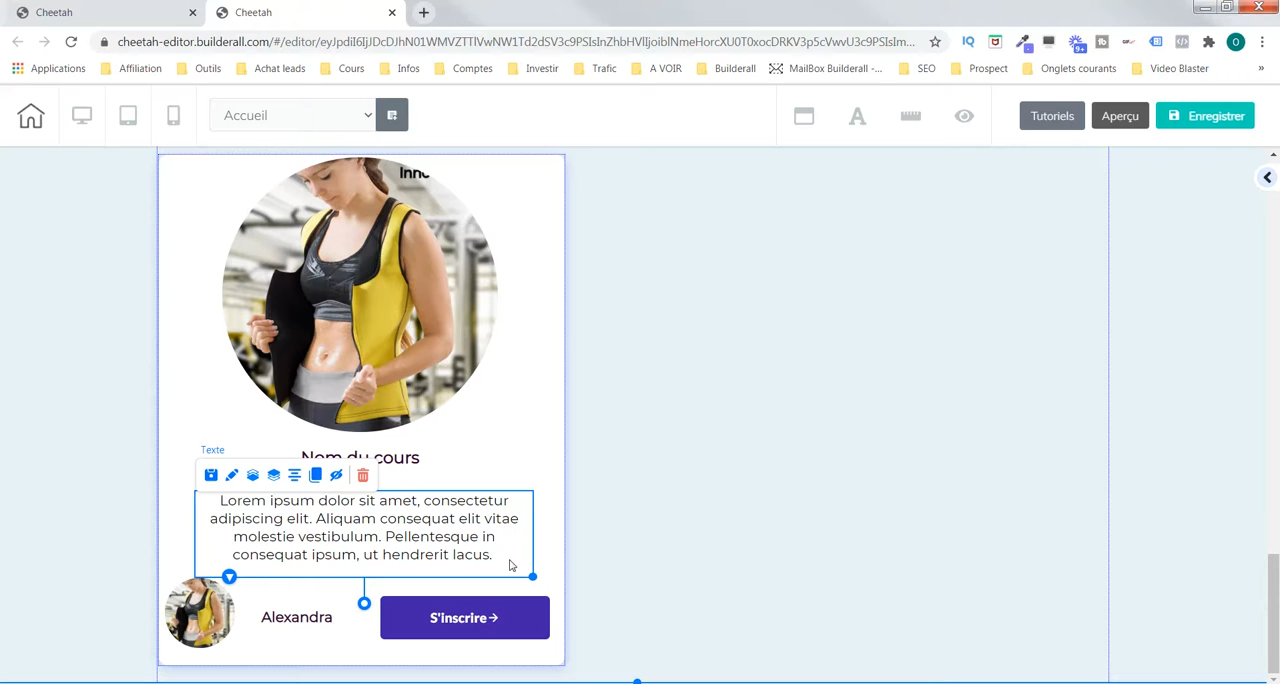 Cheetah
Cheetah
cheetah-editor.builderall.com/#/editor/eyJpdiI6IjJDcDJhN01WMVZTTlVwNW1Td2dSV3c9PSIsInZhbHVlIjoiblNmeHorcXU0T0xocDRKV3p5cVwvU3c9PSIsIm...
IQ
9+
O
Applications
Affiliation
Outils
Achat leads
Cours
Infos
Comptes
Investir
Trafic
A VOIR
Builderall
MailBox Builderall -...
SEO
Prospect
Onglets courants
Video Blaster
»
Accueil
Tutoriels
Aperçu
Enregistrer
Texte
Nom du cours
Lorem ipsum dolor sit amet, consectetur
adipiscing elit. Aliquam consequat elit vitae
molestie vestibulum. Pellentesque in
consequat ipsum, ut hendrerit lacus.
Alexandra
S'inscrire→